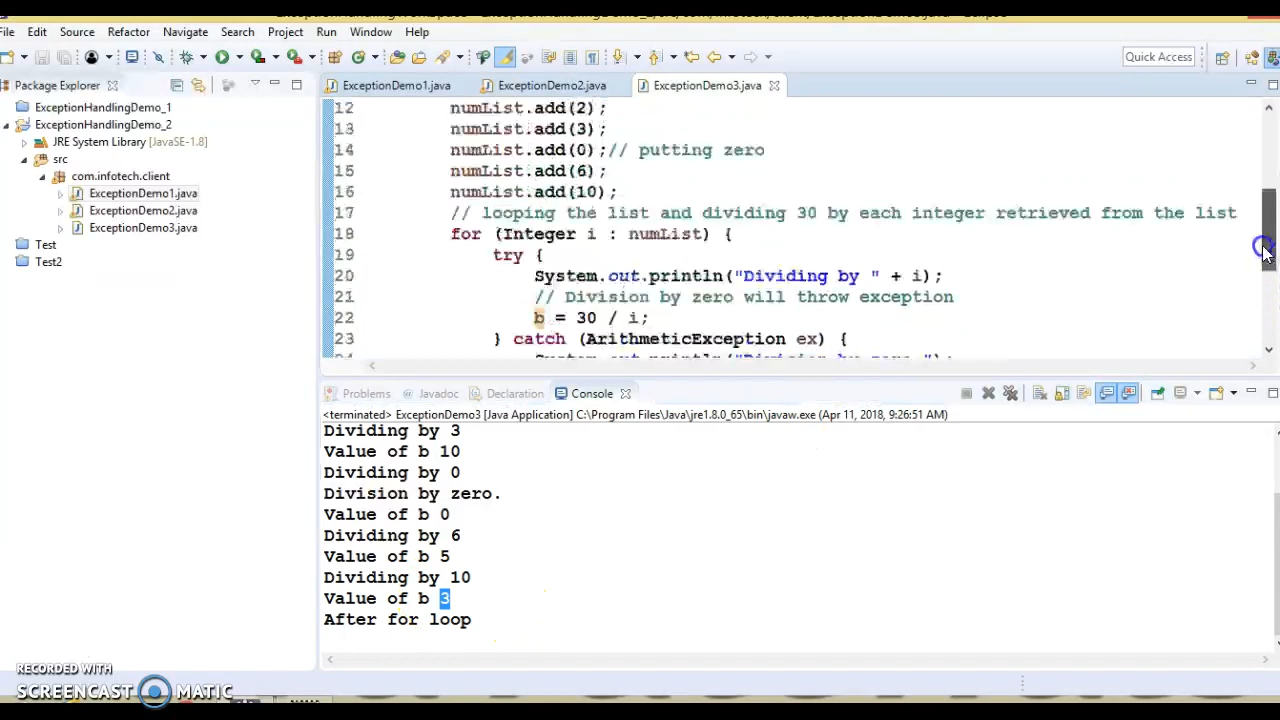 File Edit Source Refactor Navigate Search Project Run Window Help
Quick Access
Package Explorer
ExceptionDemo1.java ExceptionDemo2.java ExceptionDemo3.java
ExceptionHandlingDemo_1
ExceptionHandlingDemo_2
JRE System Library [JavaSE-1.8]
src
com.infotech.client
ExceptionDemo1.java
ExceptionDemo2.java
ExceptionDemo3.java
Test
Test2
12 numList.add(2);
13 numList.add(3);
14 numList.add(0);// putting zero
15 numList.add(6);
16 numList.add(10);
17 // looping the list and dividing 30 by each integer retrieved from the list
18 for (Integer i : numList) {
19 try {
20 System.out.println("Dividing by " + i);
21 // Division by zero will throw exception
22 b = 30 / i;
23 } catch (ArithmeticException ex) {
Problems Javadoc Declaration Console
<terminated> ExceptionDemo3 [Java Application] C:\Program Files\Java\jre1.8.0_65\bin\javaw.exe (Apr 11, 2018, 9:26:51 AM)
Dividing by 3
Value of b 10
Dividing by 0
Division by zero.
Value of b 0
Dividing by 6
Value of b 5
Dividing by 10
Value of b 3
After for loop
RECORDED WITH
SCREENCAST MATIC